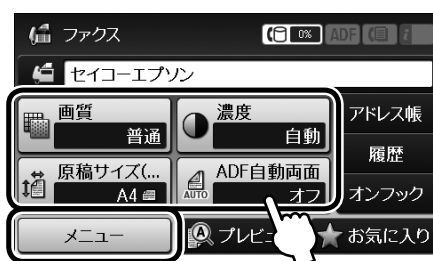 ファクス
0% ADF
セイコーエプソン
画質
普通
濃度
自動
アドレス帳
原稿サイズ(...
A4
AUTO
ADF自動両面
オフ
履歴
オンフック
メニュー
プレビ
お気に入り